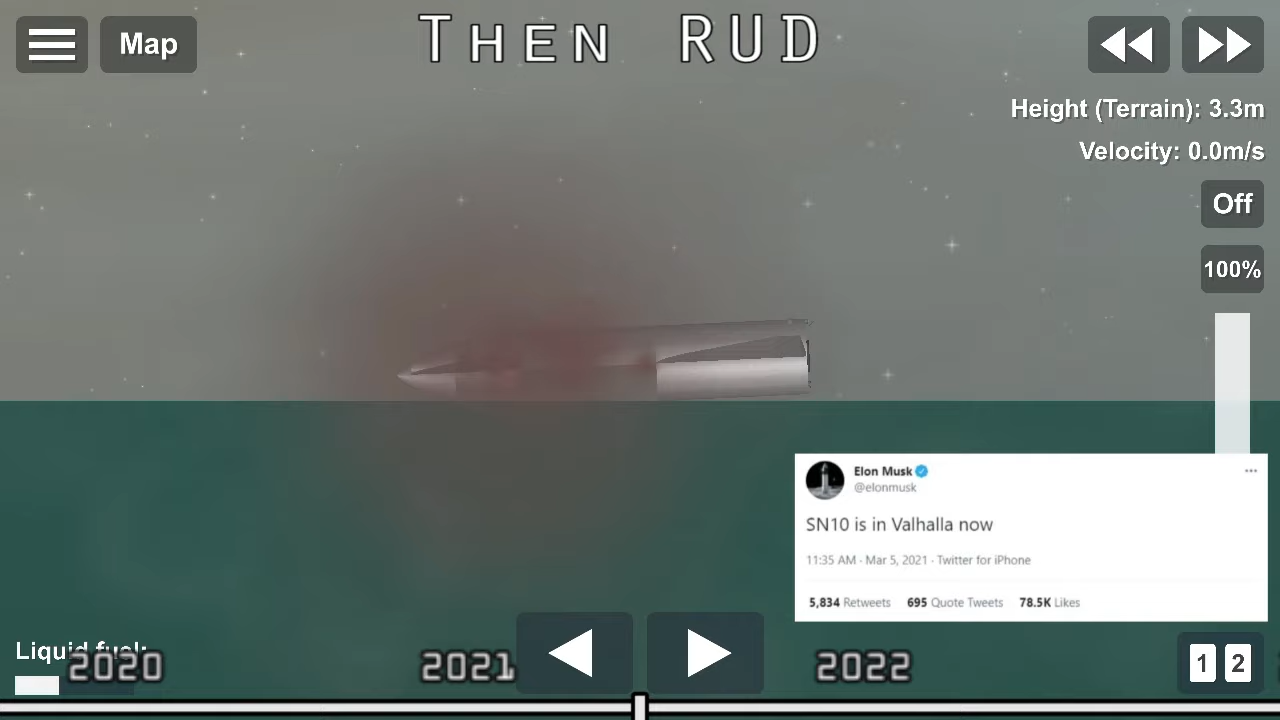 Map
THEN RUD
Height (Terrain): 3.3m
Velocity: 0.0m/s
Off
100%
Elon Musk
@elonmusk
SN10 is in Valhalla now
11:35 AM · Mar 5, 2021 · Twitter for iPhone
5,834 Retweets 695 Quote Tweets 78.5K Likes
Liquid fuel:
2020
2021
2022
1 2